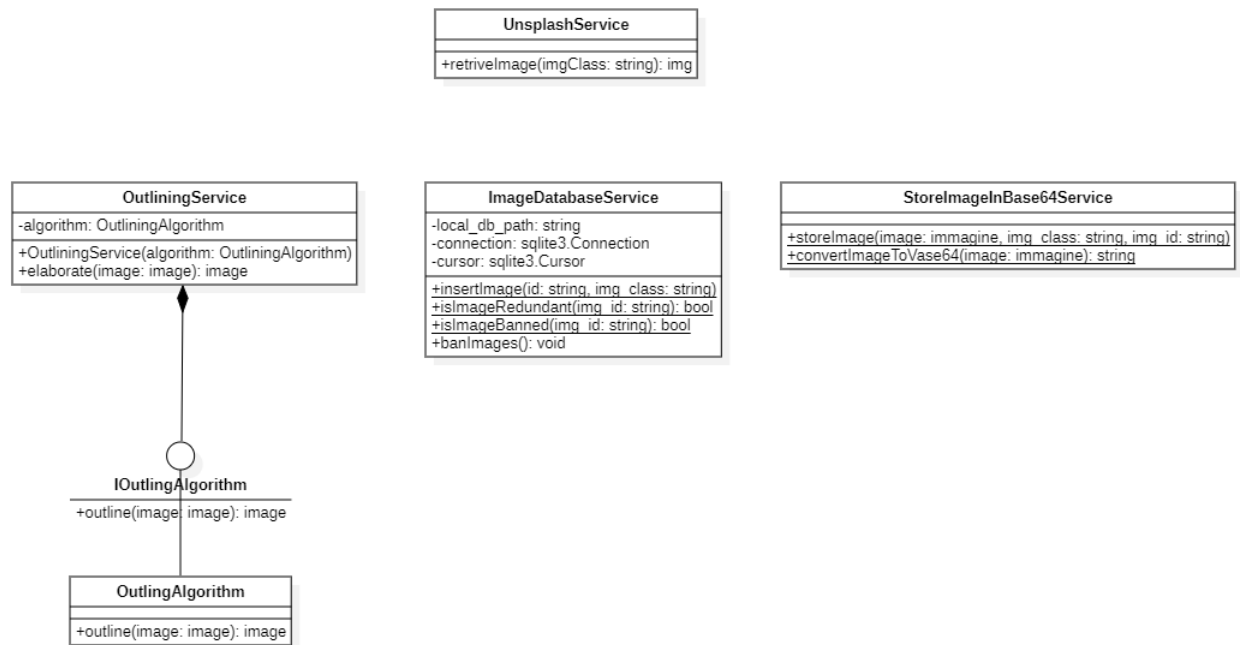 UnsplashService
+retriveImage(imgClass: string): img
OutliningService
-algorithm: OutliningAlgorithm
+OutliningService(algorithm: OutliningAlgorithm)
+elaborate(image: image): image
ImageDatabaseService
-local_db_path: string
-connection: sqlite3.Connection
-cursor: sqlite3.Cursor
+insertImage(id: string, img_class: string)
+isImageRedundant(img_id: string): bool
+isImageBanned(img_id: string): bool
+banImages(): void
StoreImageInBase64Service
+storeImage(image: immagine, img_class: string, img_id: string)
+convertImageToVase64(image: immagine): string
IOutlingAlgorithm
+outline(image: image): image
OutlingAlgorithm
+outline(image: image): image